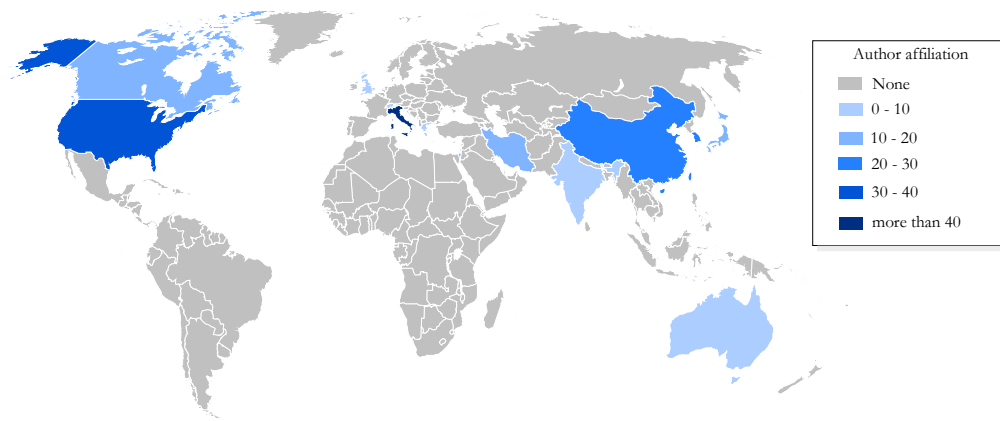 Author affiliation
None
0 - 10
10 - 20
20 - 30
30 - 40
more than 40